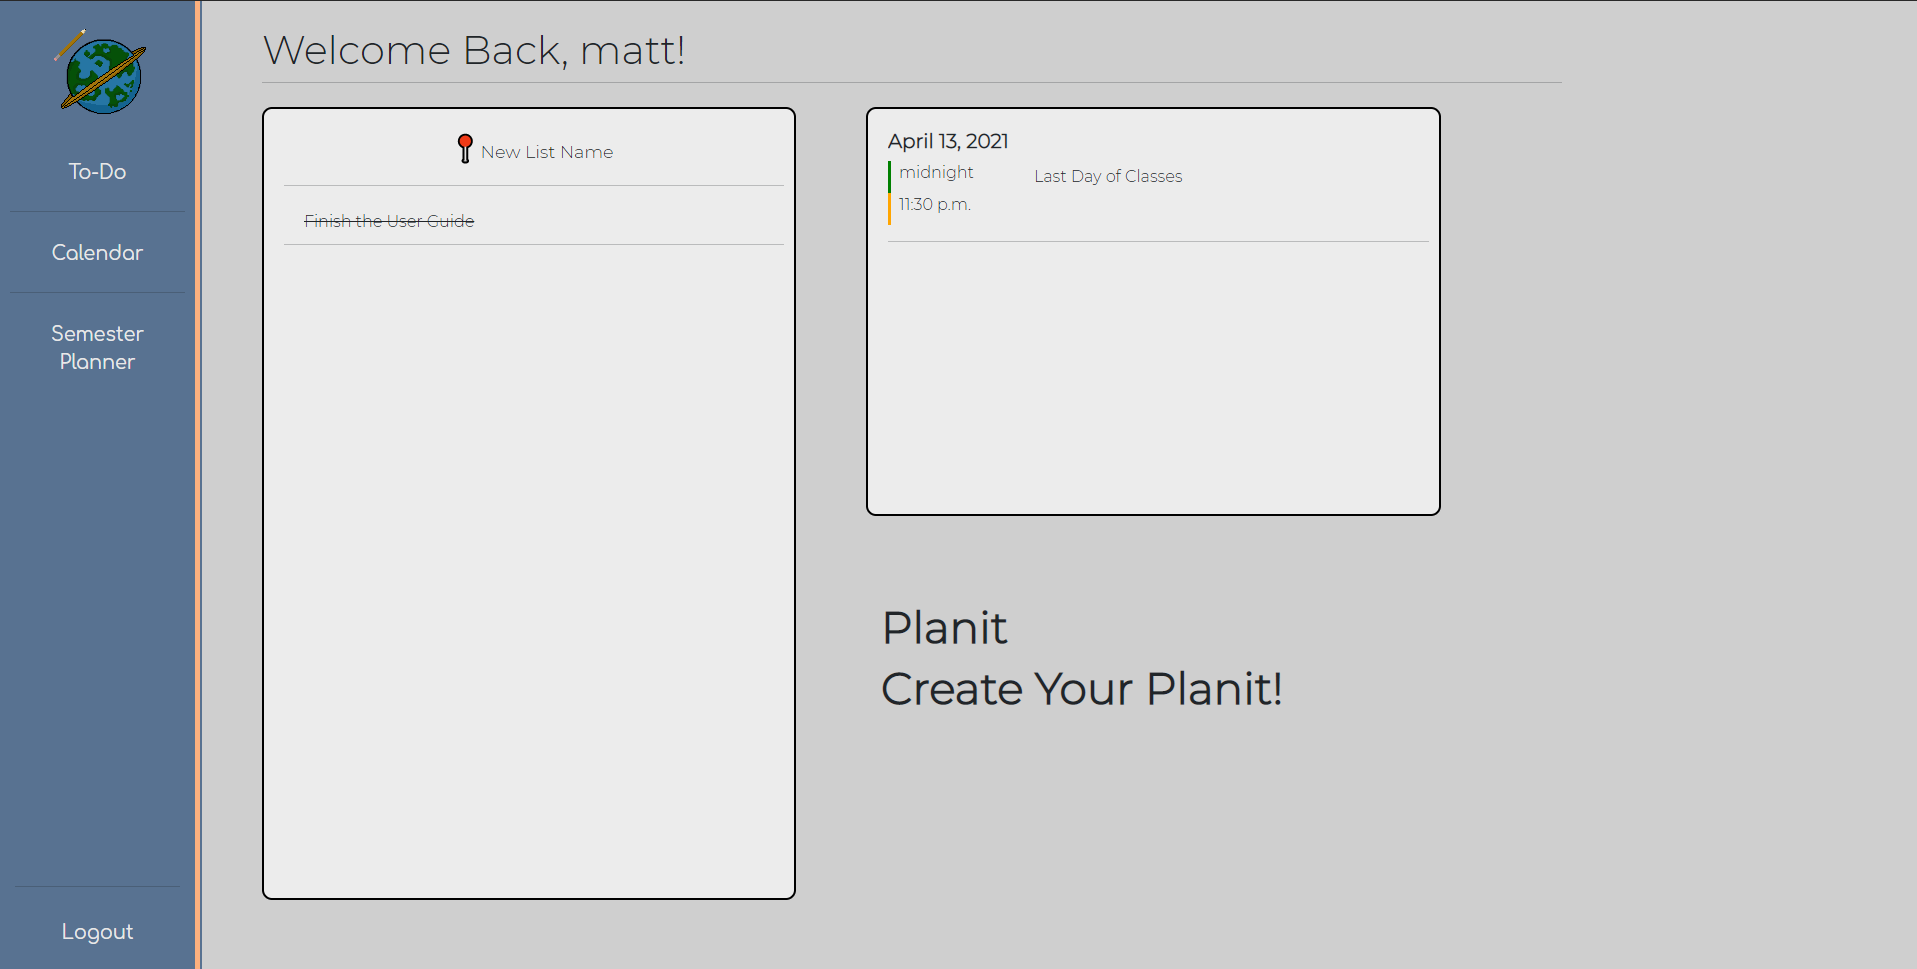 Welcome Back, matt!
To-Do
Calendar
Semester
Planner
Logout
New List Name
Finish the User Guide
April 13, 2021
midnight
Last Day of Classes
11:30 p.m.
Planit
Create Your Planit!